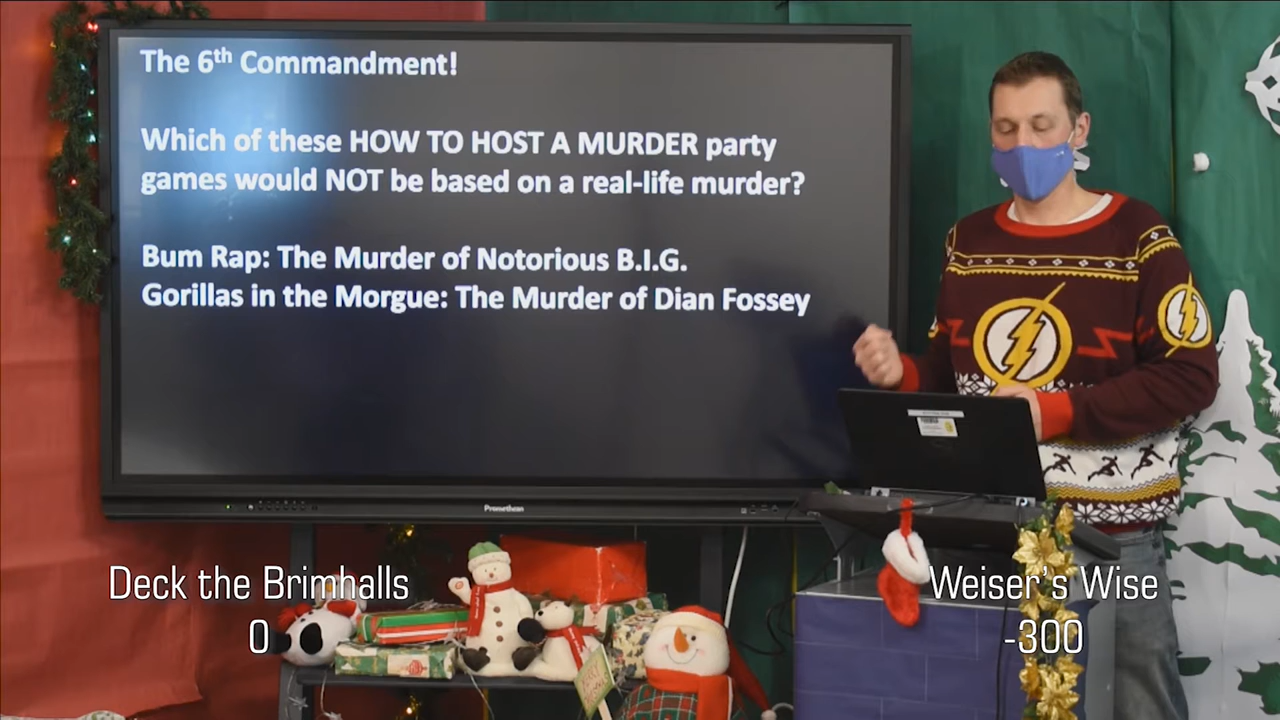 The 6th Commandment!
Which of these HOW TO HOST A MURDER party
games would NOT be based on a real-life murder?
Bum Rap: The Murder of Notorious B.I.G.
Gorillas in the Morgue: The Murder of Dian Fossey
Promethean
Deck the Brimhalls
0
Weiser's Wise
-300